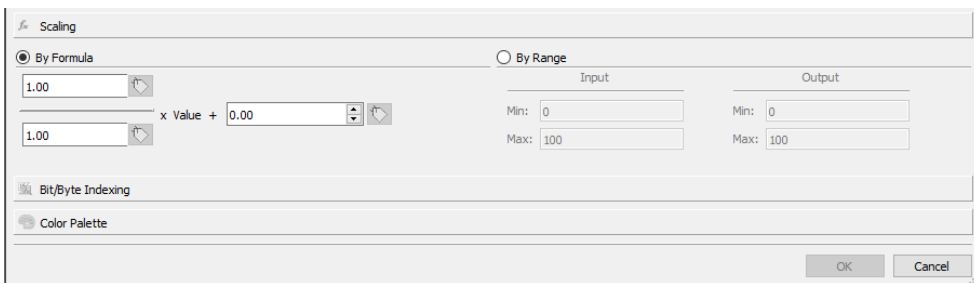 Scaling
By Formula
By Range
1.00
1.00
x Value + 0.00
Input
Output
Min: 0
Min: 0
Max: 100
Max: 100
Bit/Byte Indexing
Color Palette
OK
Cancel